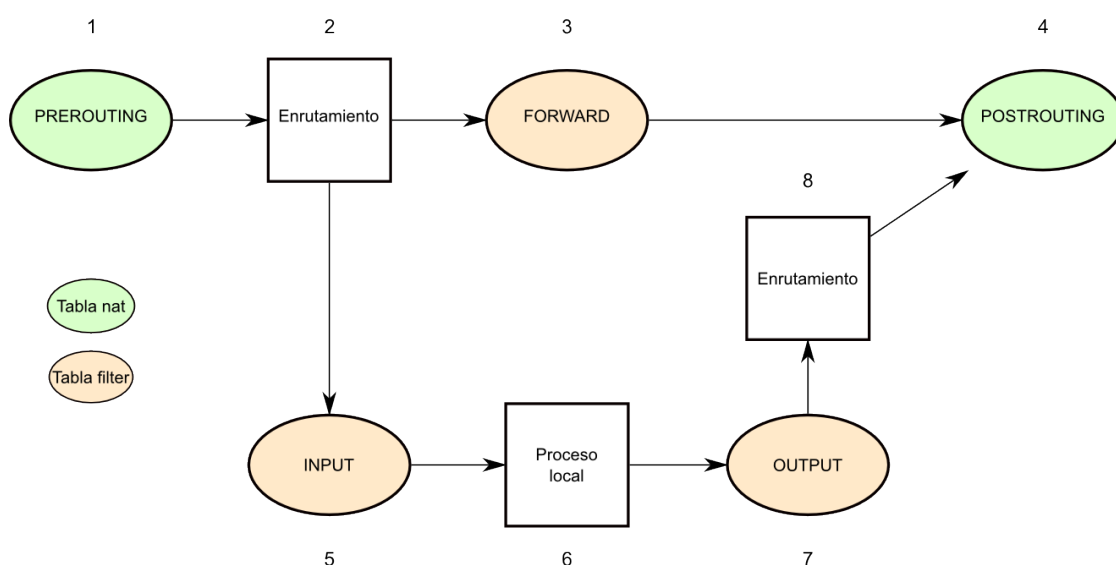 1
2
3
4
PREROUTING
Enrutamiento
FORWARD
POSTROUTING
8
Enrutamiento
Tabla nat
Tabla filter
INPUT
Proceso
local
OUTPUT
5
6
7